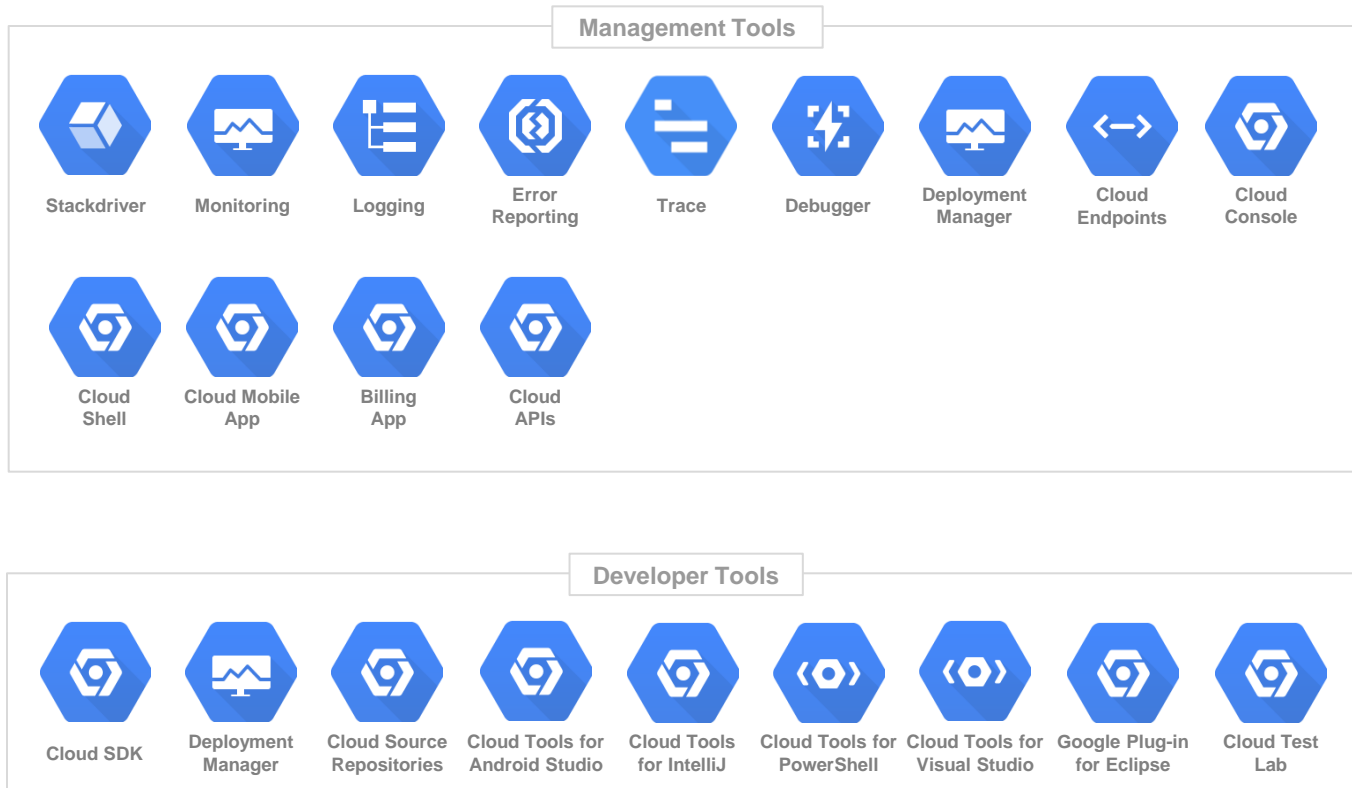 Management Tools
Stackdriver
Monitoring
Logging
Error
Reporting
Trace
Debugger
Deployment
Manager
Cloud
Endpoints
Cloud
Console
Cloud
Shell
Cloud Mobile
App
Billing
App
Cloud
APIs
Developer Tools
Cloud SDK
Deployment
Manager
Cloud Source
Repositories
Cloud Tools for
Android Studio
Cloud Tools
for IntelliJ
Cloud Tools for
PowerShell
Cloud Tools for
Visual Studio
Google Plug-in
for Eclipse
Cloud Test
Lab